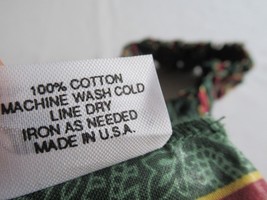 100% COTTON
MACHINE WASH COLD
LINE DRY
IRON AS NEEDED
MADE IN U.S.A.